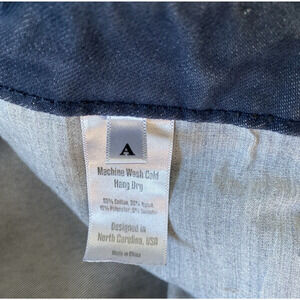 A
Machine Wash Cold
Hang Dry
Designed in
North Carolina, USA
Made in China